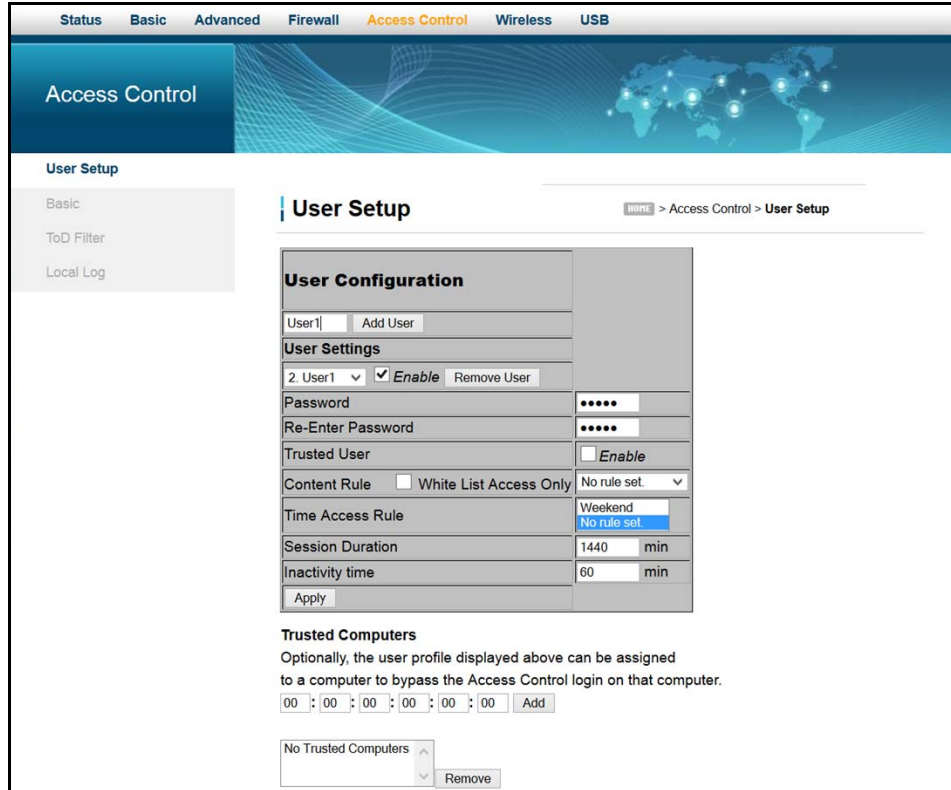 Status Basic Advanced Firewall Access Control Wireless USB
Access Control
User Setup
Basic
ToD Filter
Local Log
User Setup
HOME > Access Control > User Setup
User Configuration
User1 Add User
User Settings
2. User1 Enable Remove User
Password •••••
Re-Enter Password •••••
Trusted User Enable
Content Rule White List Access Only No rule set.
Time Access Rule Weekend
No rule set.
Session Duration 1440 min
Inactivity time 60 min
Apply
Trusted Computers
Optionally, the user profile displayed above can be assigned
to a computer to bypass the Access Control login on that computer.
00 : 00 : 00 : 00 : 00 : 00 Add
No Trusted Computers
Remove